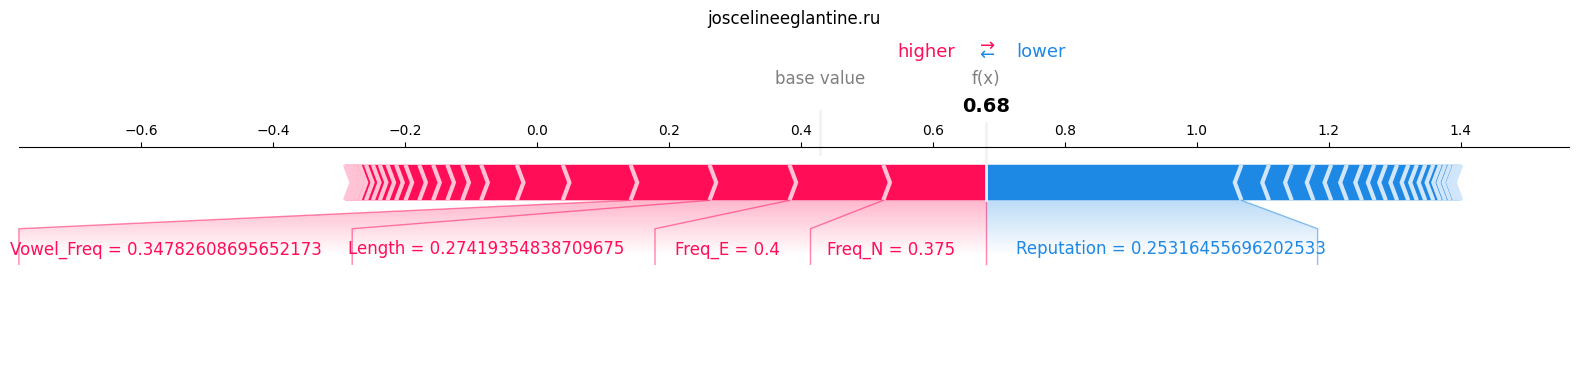 joscelineeglantine.ru
higher ⇄ lower
base value f(x)
0.68
−0.6 −0.4 −0.2 0.0 0.2 0.4 0.6 0.8 1.0 1.2 1.4
Vowel_Freq = 0.34782608695652173 Length = 0.27419354838709675 Freq_E = 0.4 Freq_N = 0.375 Reputation = 0.25316455696202533